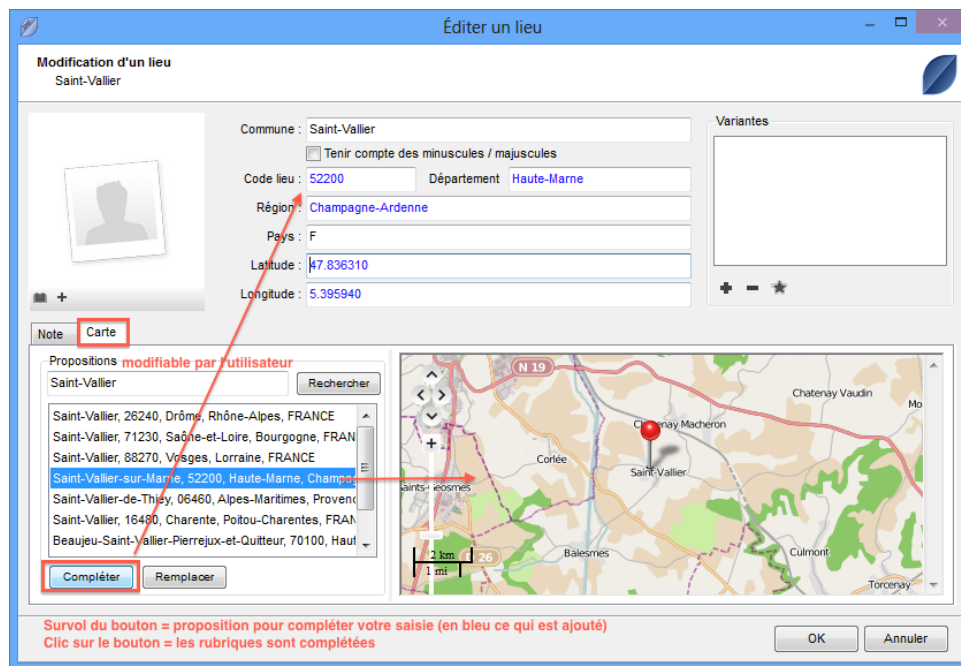 Éditer un lieu
Modification d'un lieu
Saint-Vallier
Commune : Saint-Vallier
Tenir compte des minuscules / majuscules
Code lieu : 52200 Département Haute-Marne
Région : Champagne-Ardenne
Pays : F
Latitude : 47.836310
Longitude : 5.395940
Variantes
Note Carte
Propositions modifiable par l'utilisateur
Saint-Vallier Rechercher
Saint-Vallier, 26240, Drôme, Rhône-Alpes, FRANCE
Saint-Vallier, 71230, Saône-et-Loire, Bourgogne, FRAN
Saint-Vallier, 88270, Vosges, Lorraine, FRANCE
Saint-Vallier-sur-Marne, 52200, Haute-Marne, Champag
Saint-Vallier-de-Thiey, 06460, Alpes-Maritimes, Provenc
Saint-Vallier, 16480, Charente, Poitou-Charentes, FRAN
Beaujeu-Saint-Vallier-Pierrejux-et-Quitteur, 70100, Haut
Compléter Remplacer
N 19
Chatenay Vaudin
Mo
Chatenay Macheron
Corlée
Saint-Vallier
aints-Geosmes
Balesmes
Culmont
Torcenay
2 km
1 mi
D 26
Survol du bouton = proposition pour compléter votre saisie (en bleu ce qui est ajouté)
Clic sur le bouton = les rubriques sont complétées
OK Annuler